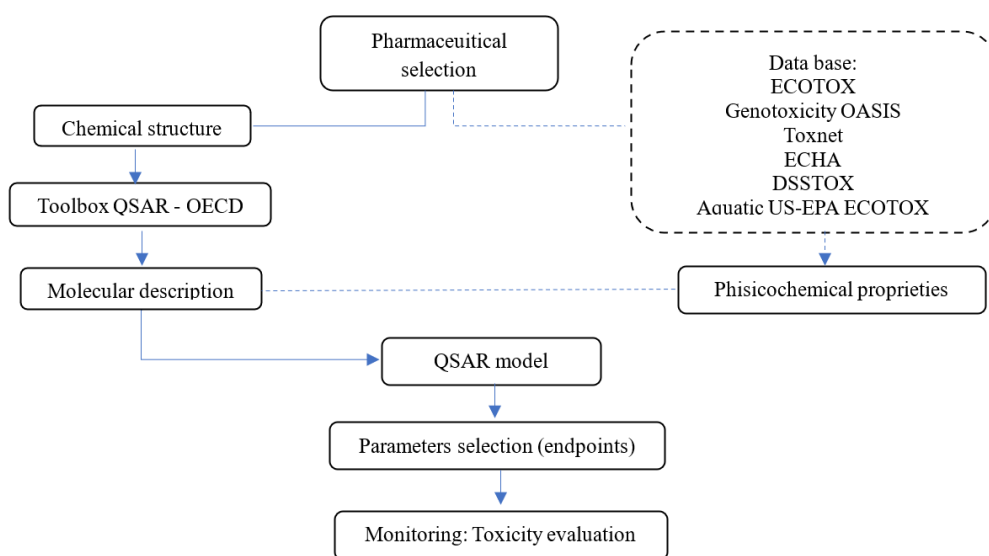 Pharmaceuitical
selection
Data base:
ECOTOX
Genotoxicity OASIS
Toxnet
ECHA
DSSTOX
Aquatic US-EPA ECOTOX
Chemical structure
Toolbox QSAR - OECD
Molecular description
Phisicochemical proprieties
QSAR model
Parameters selection (endpoints)
Monitoring: Toxicity evaluation